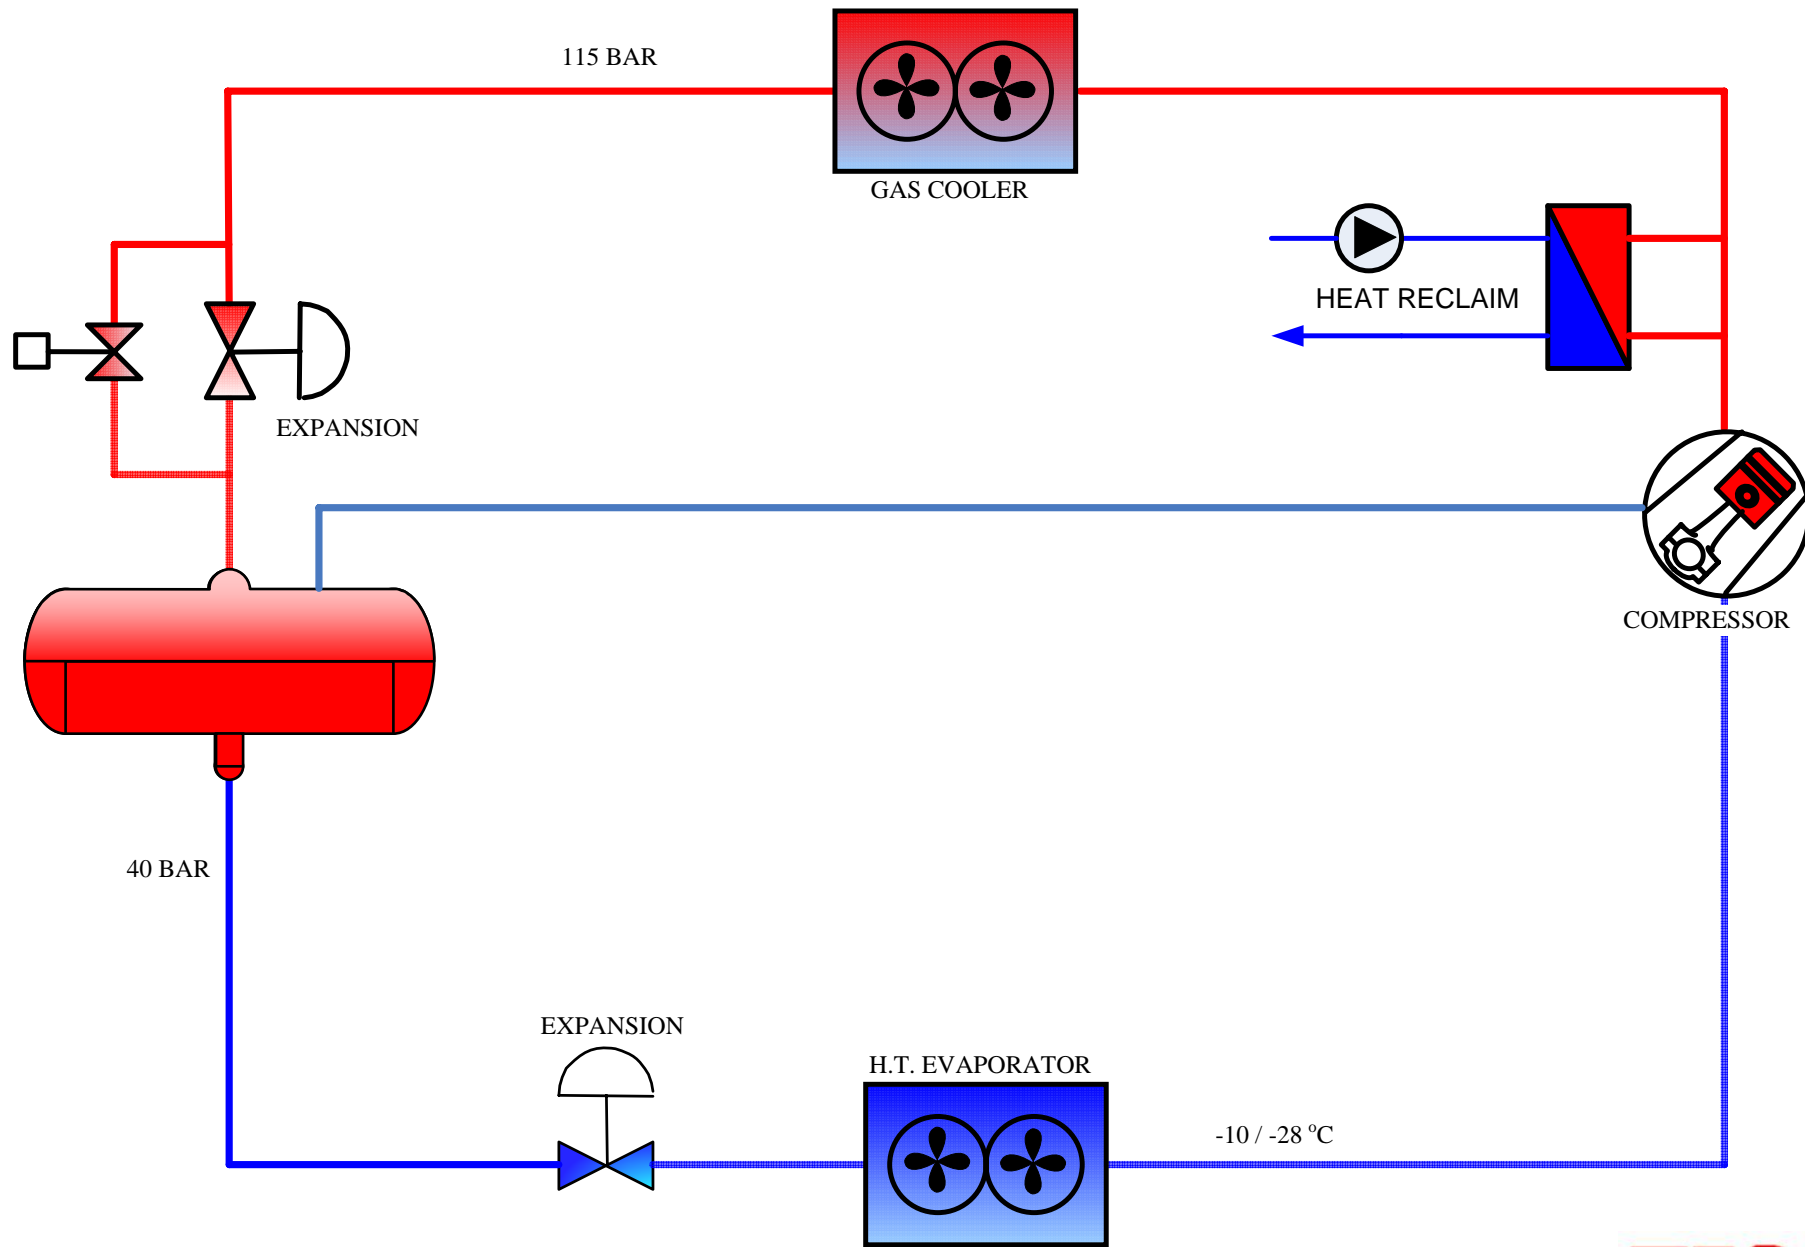 115 BAR
GAS COOLER
HEAT RECLAIM
EXPANSION
COMPRESSOR
40 BAR
EXPANSION
H.T. EVAPORATOR
-10 / -28 °C